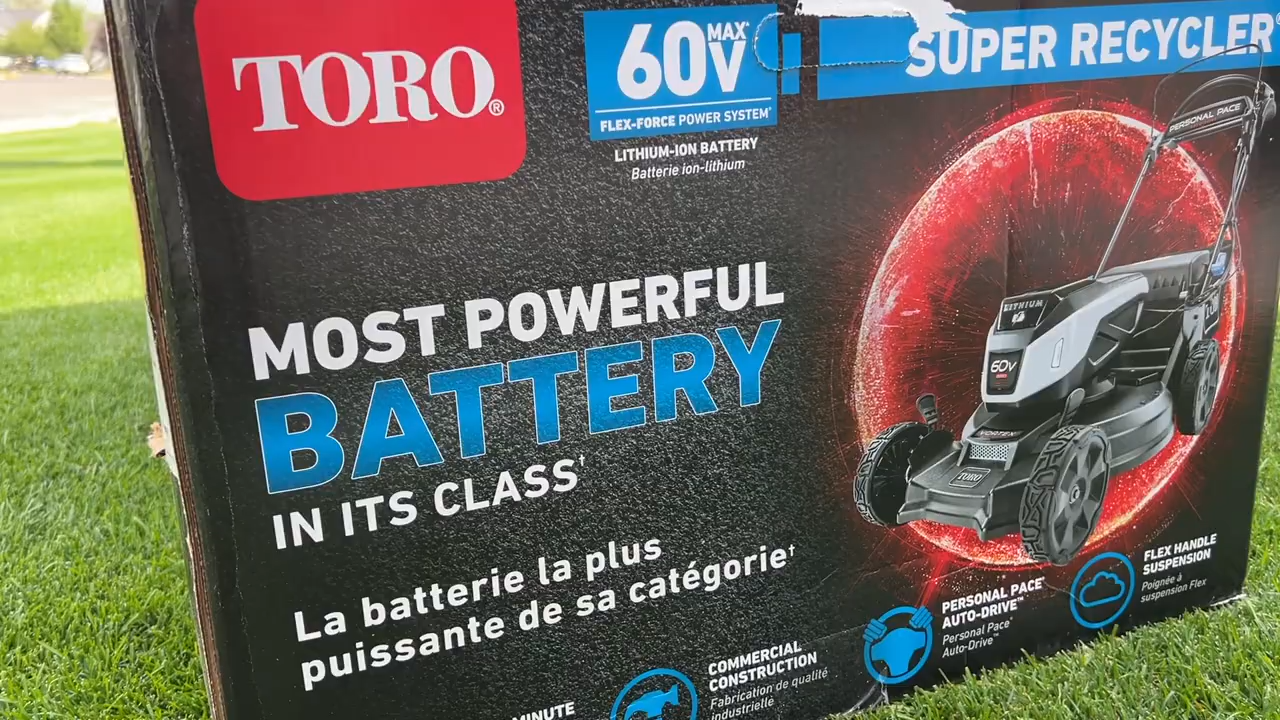 TORO®
60V MAX*
FLEX-FORCE POWER SYSTEM*
LITHIUM-ION BATTERY
Batterie ion-lithium
SUPER RECYCLER®
MOST POWERFUL
BATTERY
IN ITS CLASS†
La batterie la plus
puissante de sa catégorie†
PERSONAL PACE
LITHIUM
60V
VORTEX
TORO
FLEX HANDLE
SUSPENSION
Poignée à
suspension Flex
PERSONAL PACE®
AUTO-DRIVE™
Personal Pace®
Auto-Drive™
COMMERCIAL
CONSTRUCTION
Fabrication de qualité
industrielle
MINUTE